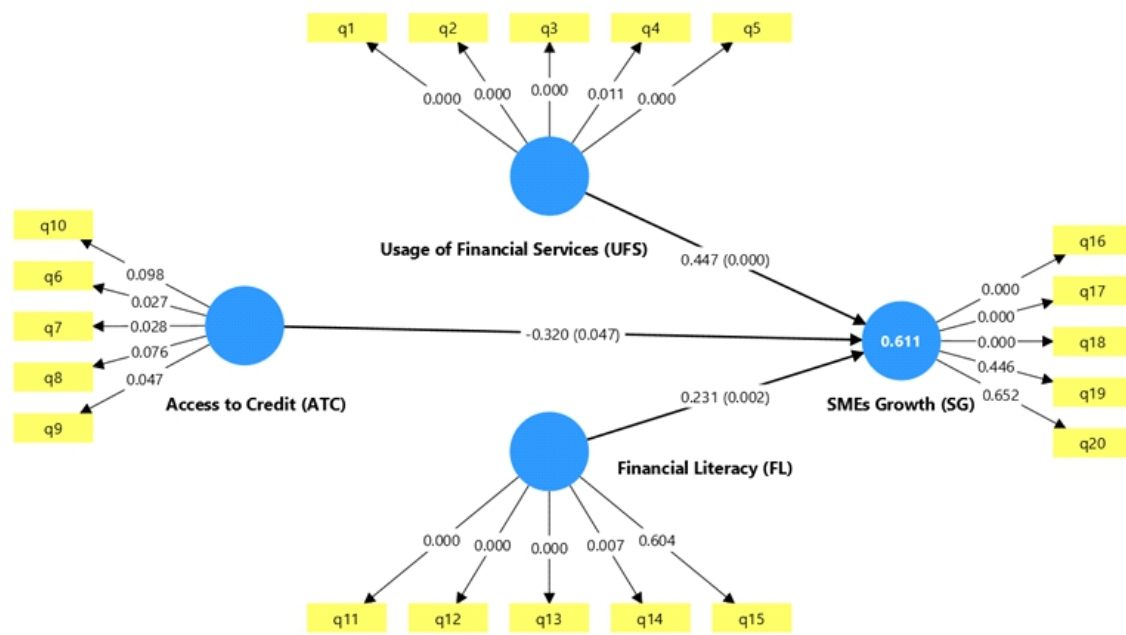 q1 q2 q3 q4 q5
0.000 0.000 0.000 0.011 0.000
Usage of Financial Services (UFS)
q10
q6
q7
q8
q9
0.098
0.027
0.028
0.076
0.047
Access to Credit (ATC)
0.447 (0.000)
-0.320 (0.047)
0.231 (0.002)
0.611
SMEs Growth (SG)
0.000
0.000
0.000
0.446
0.652
q16
q17
q18
q19
q20
Financial Literacy (FL)
0.000 0.000 0.000 0.007 0.604
q11 q12 q13 q14 q15